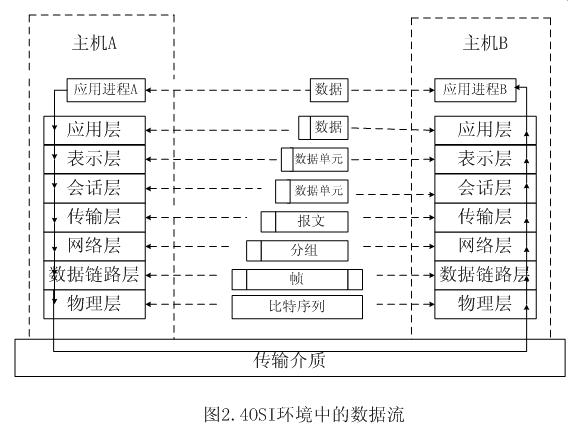 主机A 主机B
应用进程A 数据 应用进程B
应用层 数据 应用层
表示层 数据单元 表示层
会话层 数据单元 会话层
传输层 报文 传输层
网络层 分组 网络层
数据链路层 帧 数据链路层
物理层 比特序列 物理层
传输介质
图2.4OSI环境中的数据流